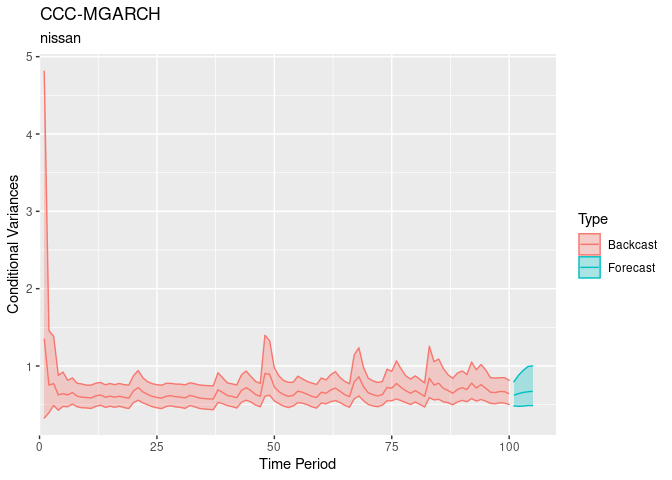 CCC-MGARCH
nissan
5
4
3
2
1
Conditional Variances
0 25 50 75 100
Time Period
Type
Backcast
Forecast